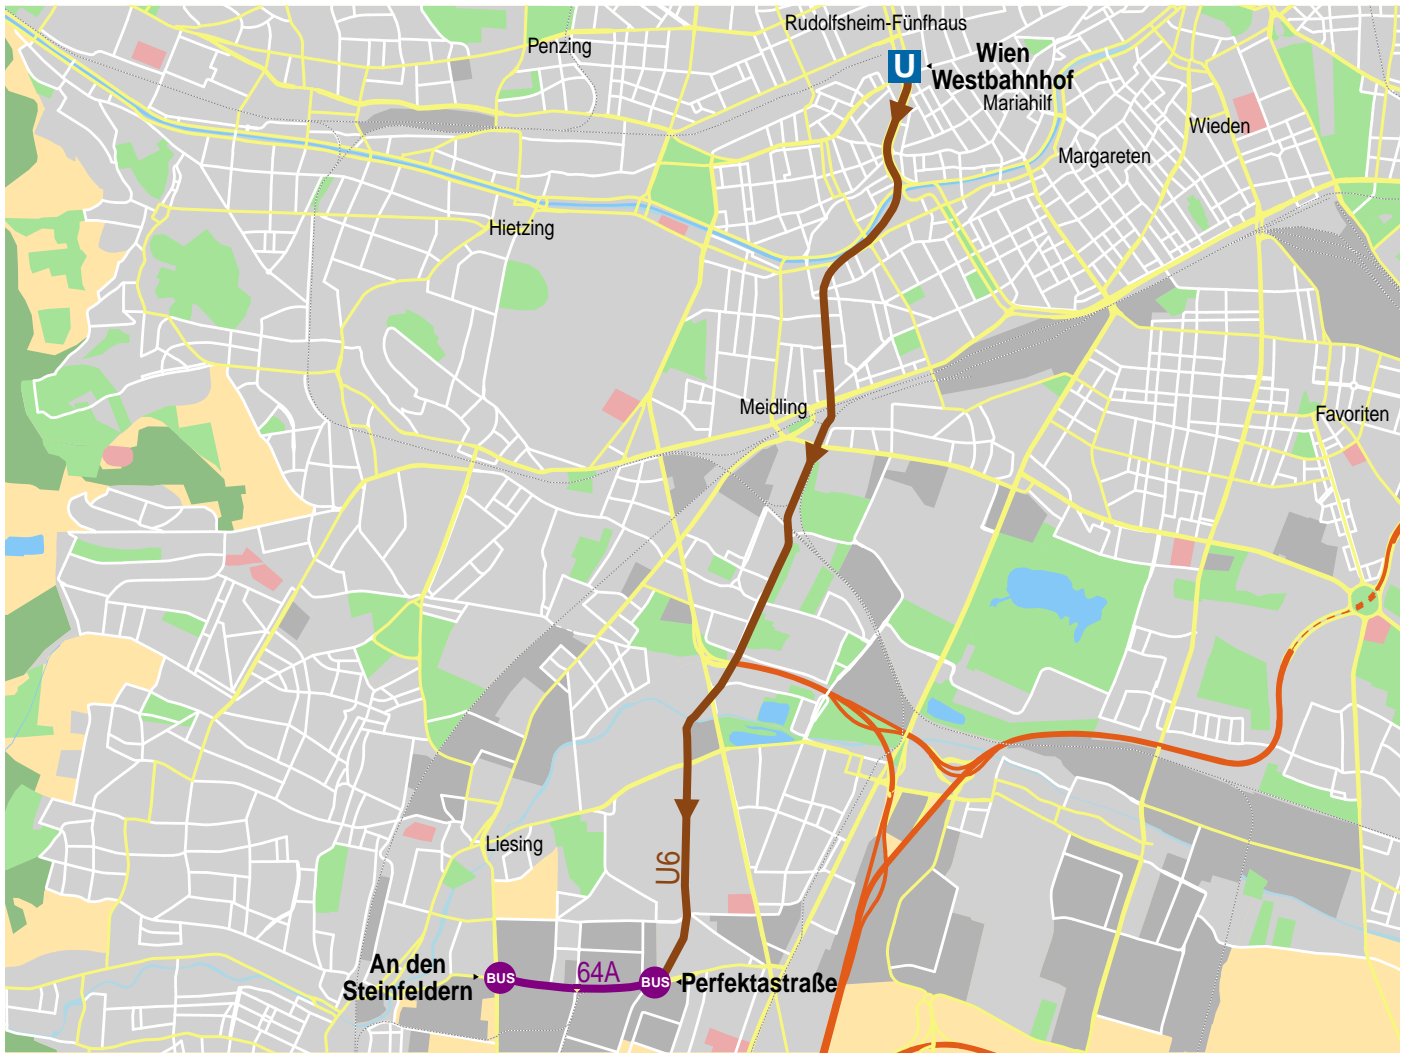 Rudolfsheim-Fünfhaus
Penzing
U
Wien
Westbahnhof
Mariahilf
Wieden
Margareten
Hietzing
Meidling
Favoriten
Liesing
U6
An den
Steinfeldern
BUS
64A
BUS
Perfektastraße